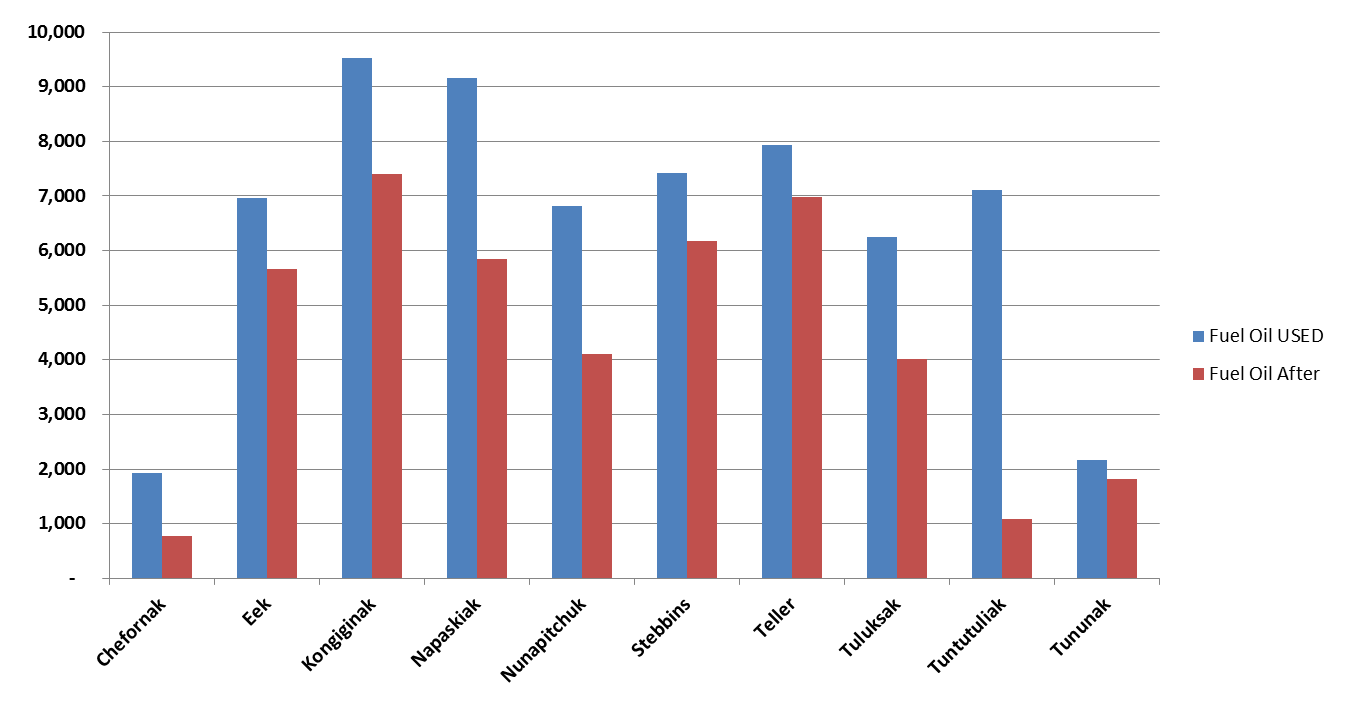 10,000
9,000
8,000
7,000
6,000
5,000
4,000
3,000
2,000
1,000
-
Chefornak
Eek
Kongiginak
Napaskiak
Nunapitchuk
Stebbins
Teller
Tuluksak
Tuntutuliak
Tununak
Fuel Oil USED
Fuel Oil After